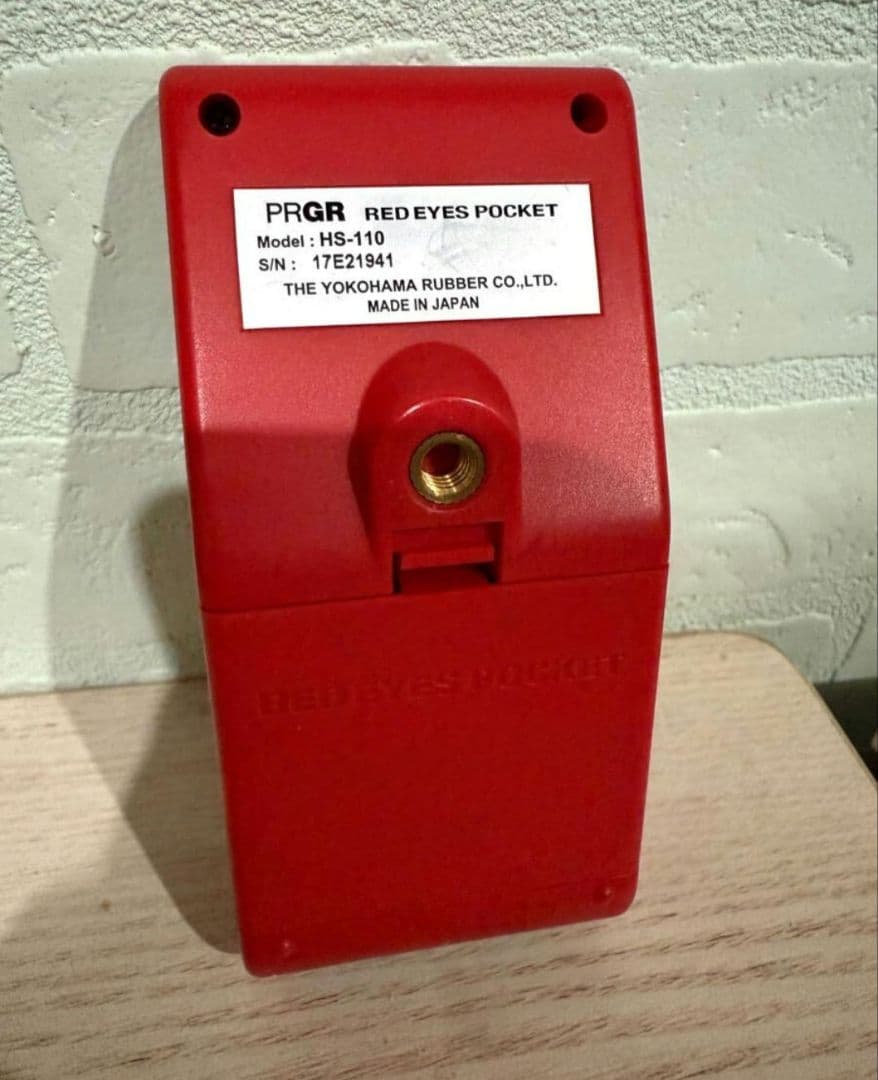 PRGR RED EYES POCKET
Model : HS-110
S/N : 17E21941
THE YOKOHAMA RUBBER CO.,LTD.
MADE IN JAPAN
RED EYES POCKET